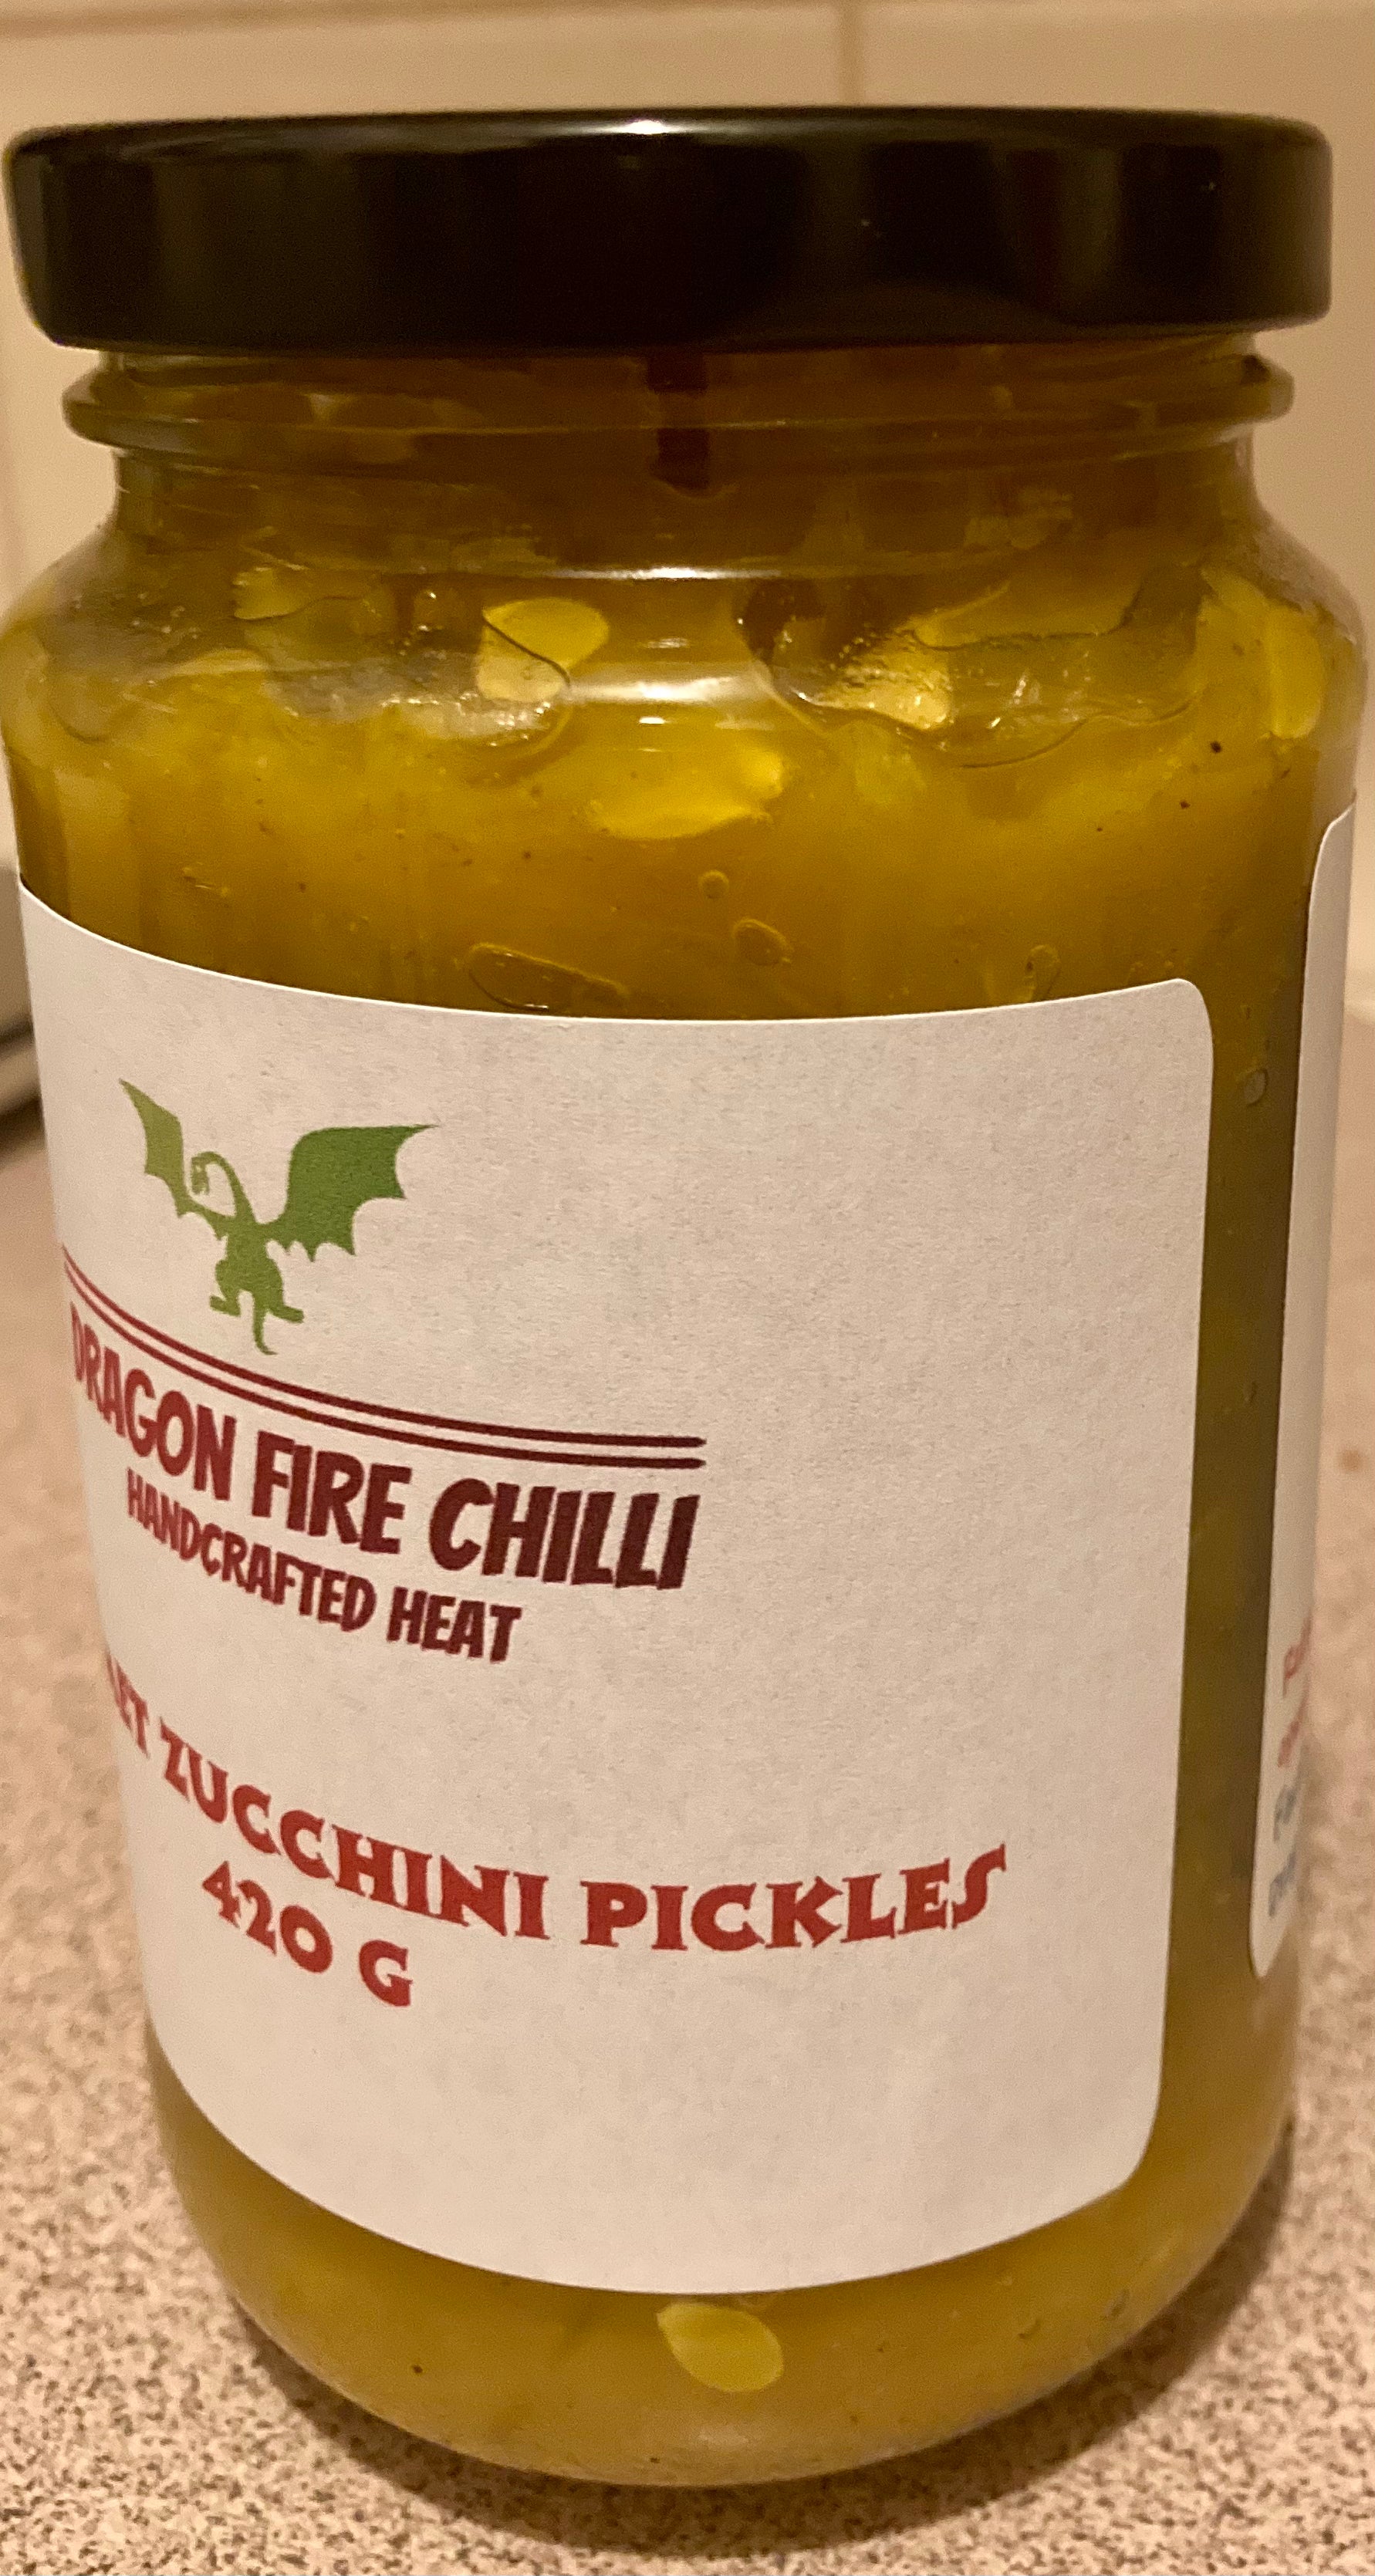 DRAGON FIRE CHILLI
HANDCRAFTED HEAT
ZUCCHINI PICKLES
420 G